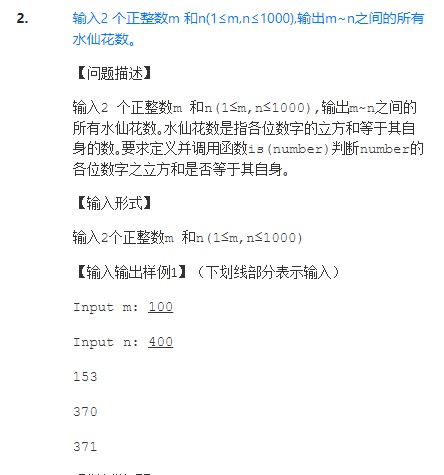 2. 输入2 个正整数m 和n(1≤m,n≤1000),输出m~n之间的所有
水仙花数。
【问题描述】
输入2 个正整数m 和n(1≤m,n≤1000),输出m~n之间的
所有水仙花数。水仙花数是指各位数字的立方和等于其自
身的数。要求定义并调用函数is(number)判断number的
各位数字之立方和是否等于其自身。
【输入形式】
输入2个正整数m 和n(1≤m,n≤1000)
【输入输出样例1】(下划线部分表示输入)
Input m: 100
Input n: 400
153
370
371